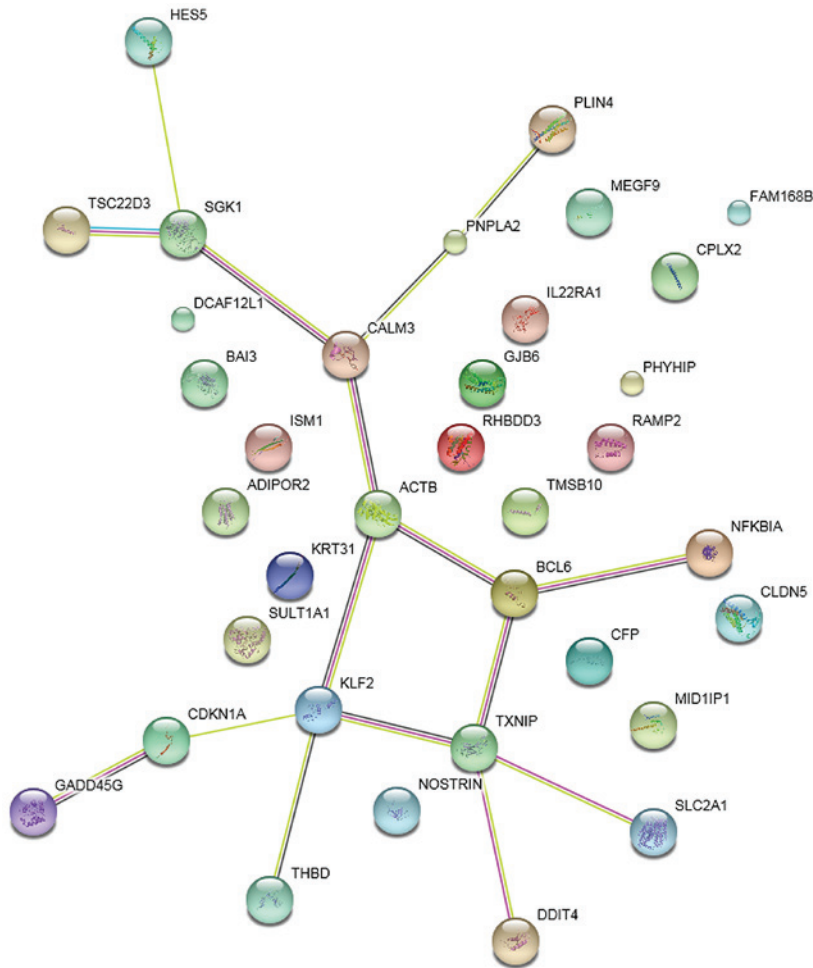 HES5
PLIN4
MEGF9
TSC22D3
SGK1
FAM168B
PNPLA2
CPLX2
DCAF12L1
IL22RA1
CALM3
BAI3
GJB6
PHYHIP
ISM1
RHBDD3
RAMP2
ADIPOR2
ACTB
TMSB10
NFKBIA
KRT31
BCL6
CLDN5
SULT1A1
CFP
KLF2
MID1IP1
CDKN1A
TXNIP
GADD45G
NOSTRIN
SLC2A1
THBD
DDIT4